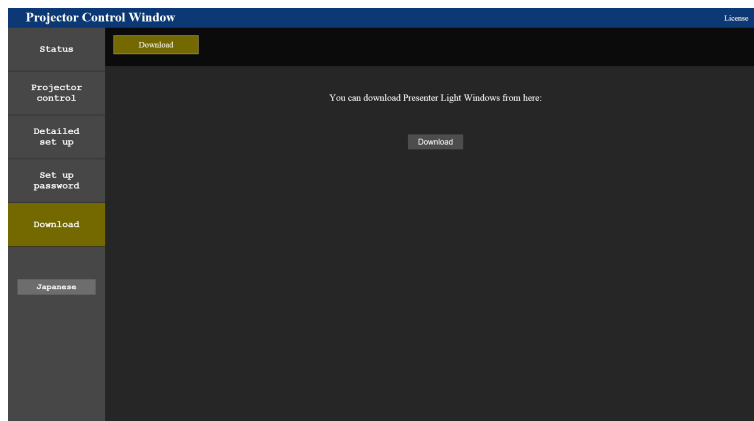 Projector Control Window
License
Status
Download
Projector
control
You can download Presenter Light Windows from here:
Detailed
set up
Download
Set up
password
Download
Japanese